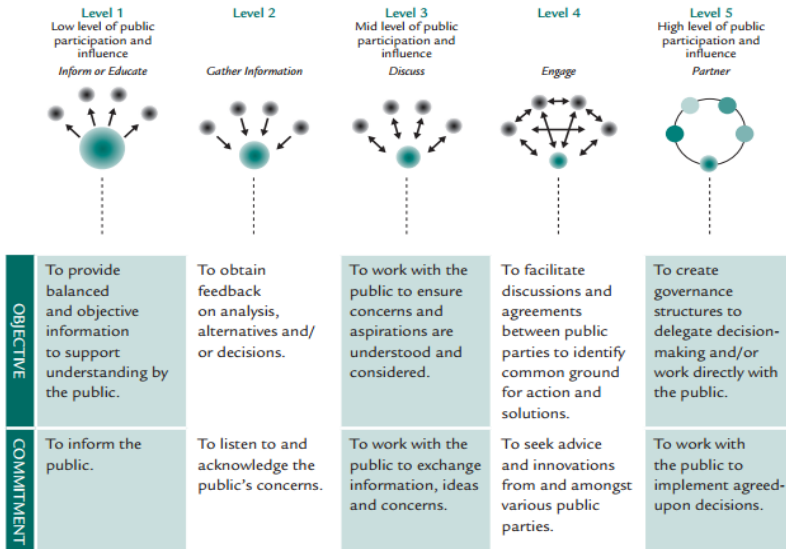 Level 1
Low level of public
participation and
influence
Inform or Educate
Level 2
Gather Information
Level 3
Mid level of public
participation and
influence
Discuss
Level 4
Engage
Level 5
High level of public
participation and
influence
Partner
OBJECTIVE
To provide
balanced
and objective
information
to support
understanding by
the public.
To obtain
feedback
on analysis,
alternatives and/
or decisions.
To work with the
public to ensure
concerns and
aspirations are
understood and
considered.
To facilitate
discussions and
agreements
between public
parties to identify
common ground
for action and
solutions.
To create
governance
structures to
delegate decision-
making and/or
work directly with
the public.
COMMITMENT
To inform the
public.
To listen to and
acknowledge the
public's concerns.
To work with the
public to exchange
information, ideas
and concerns.
To seek advice
and innovations
from and amongst
various public
parties.
To work with
the public to
implement agreed-
upon decisions.